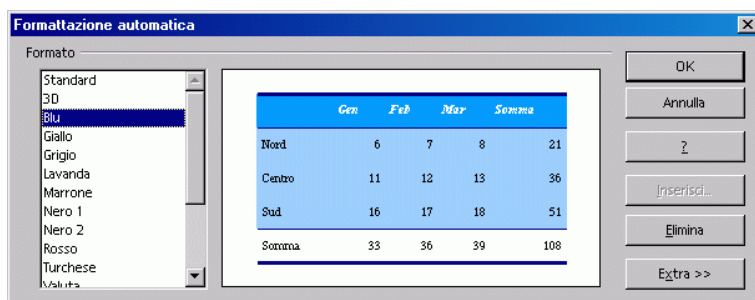 Formattazione automatica
Formato
Standard
3D
Blu
Giallo
Grigio
Lavanda
Marrone
Nero 1
Nero 2
Rosso
Turchese
Valuta
Gen Feb Mar Somma
Nord 6 7 8 21
Centro 11 12 13 36
Sud 16 17 18 51
Somma 33 36 39 108
OK
Annulla
?
Inserisci...
Elimina
Extra >>